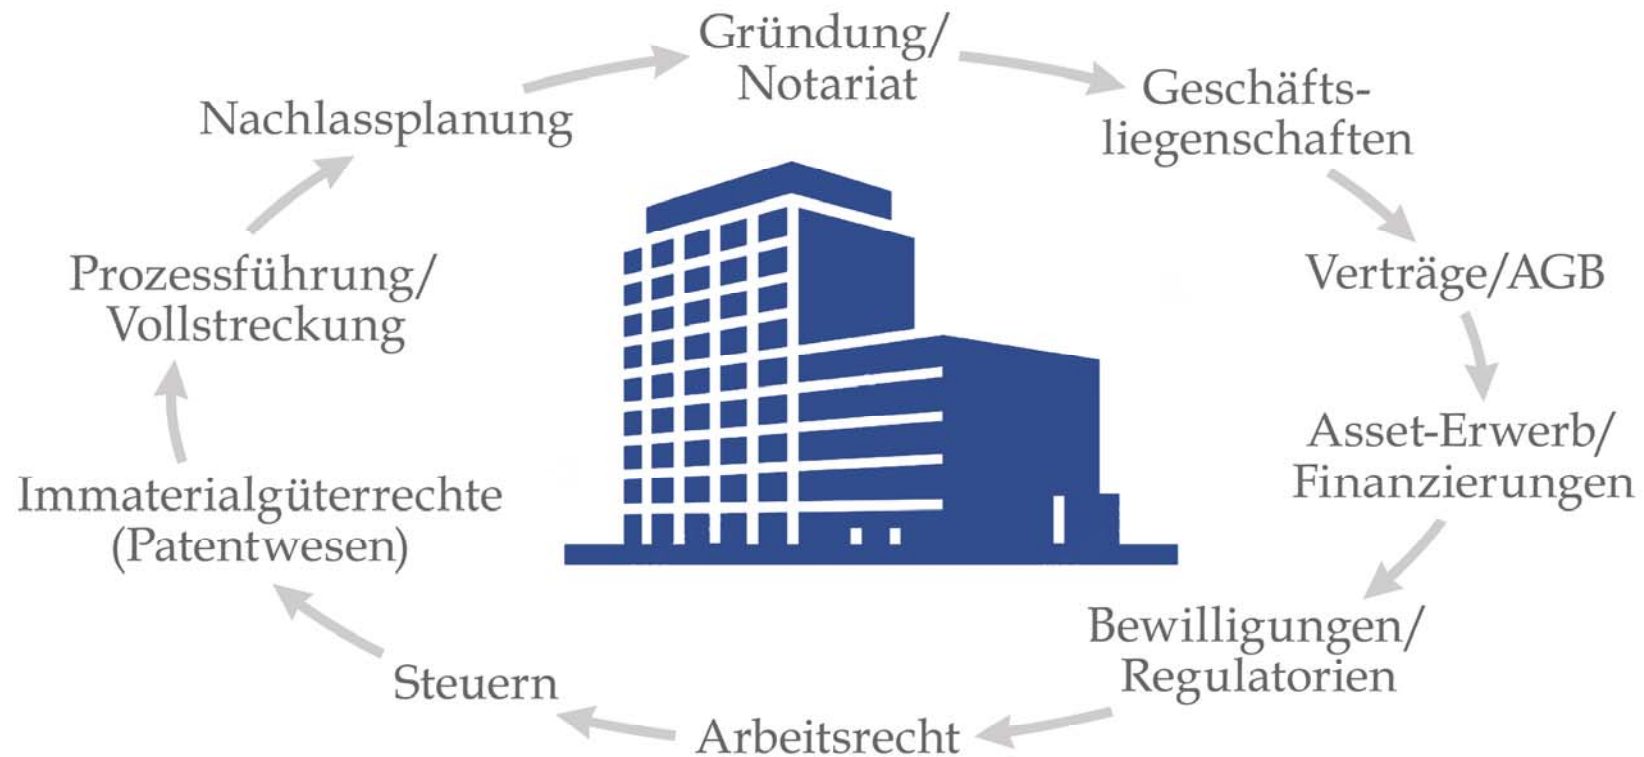 Gründung/
Notariat
Geschäfts-
liegenschaften
Verträge/AGB
Asset-Erwerb/
Finanzierungen
Bewilligungen/
Regulatorien
Arbeitsrecht
Steuern
Immaterialgüterrechte
(Patentwesen)
Prozessführung/
Vollstreckung
Nachlassplanung